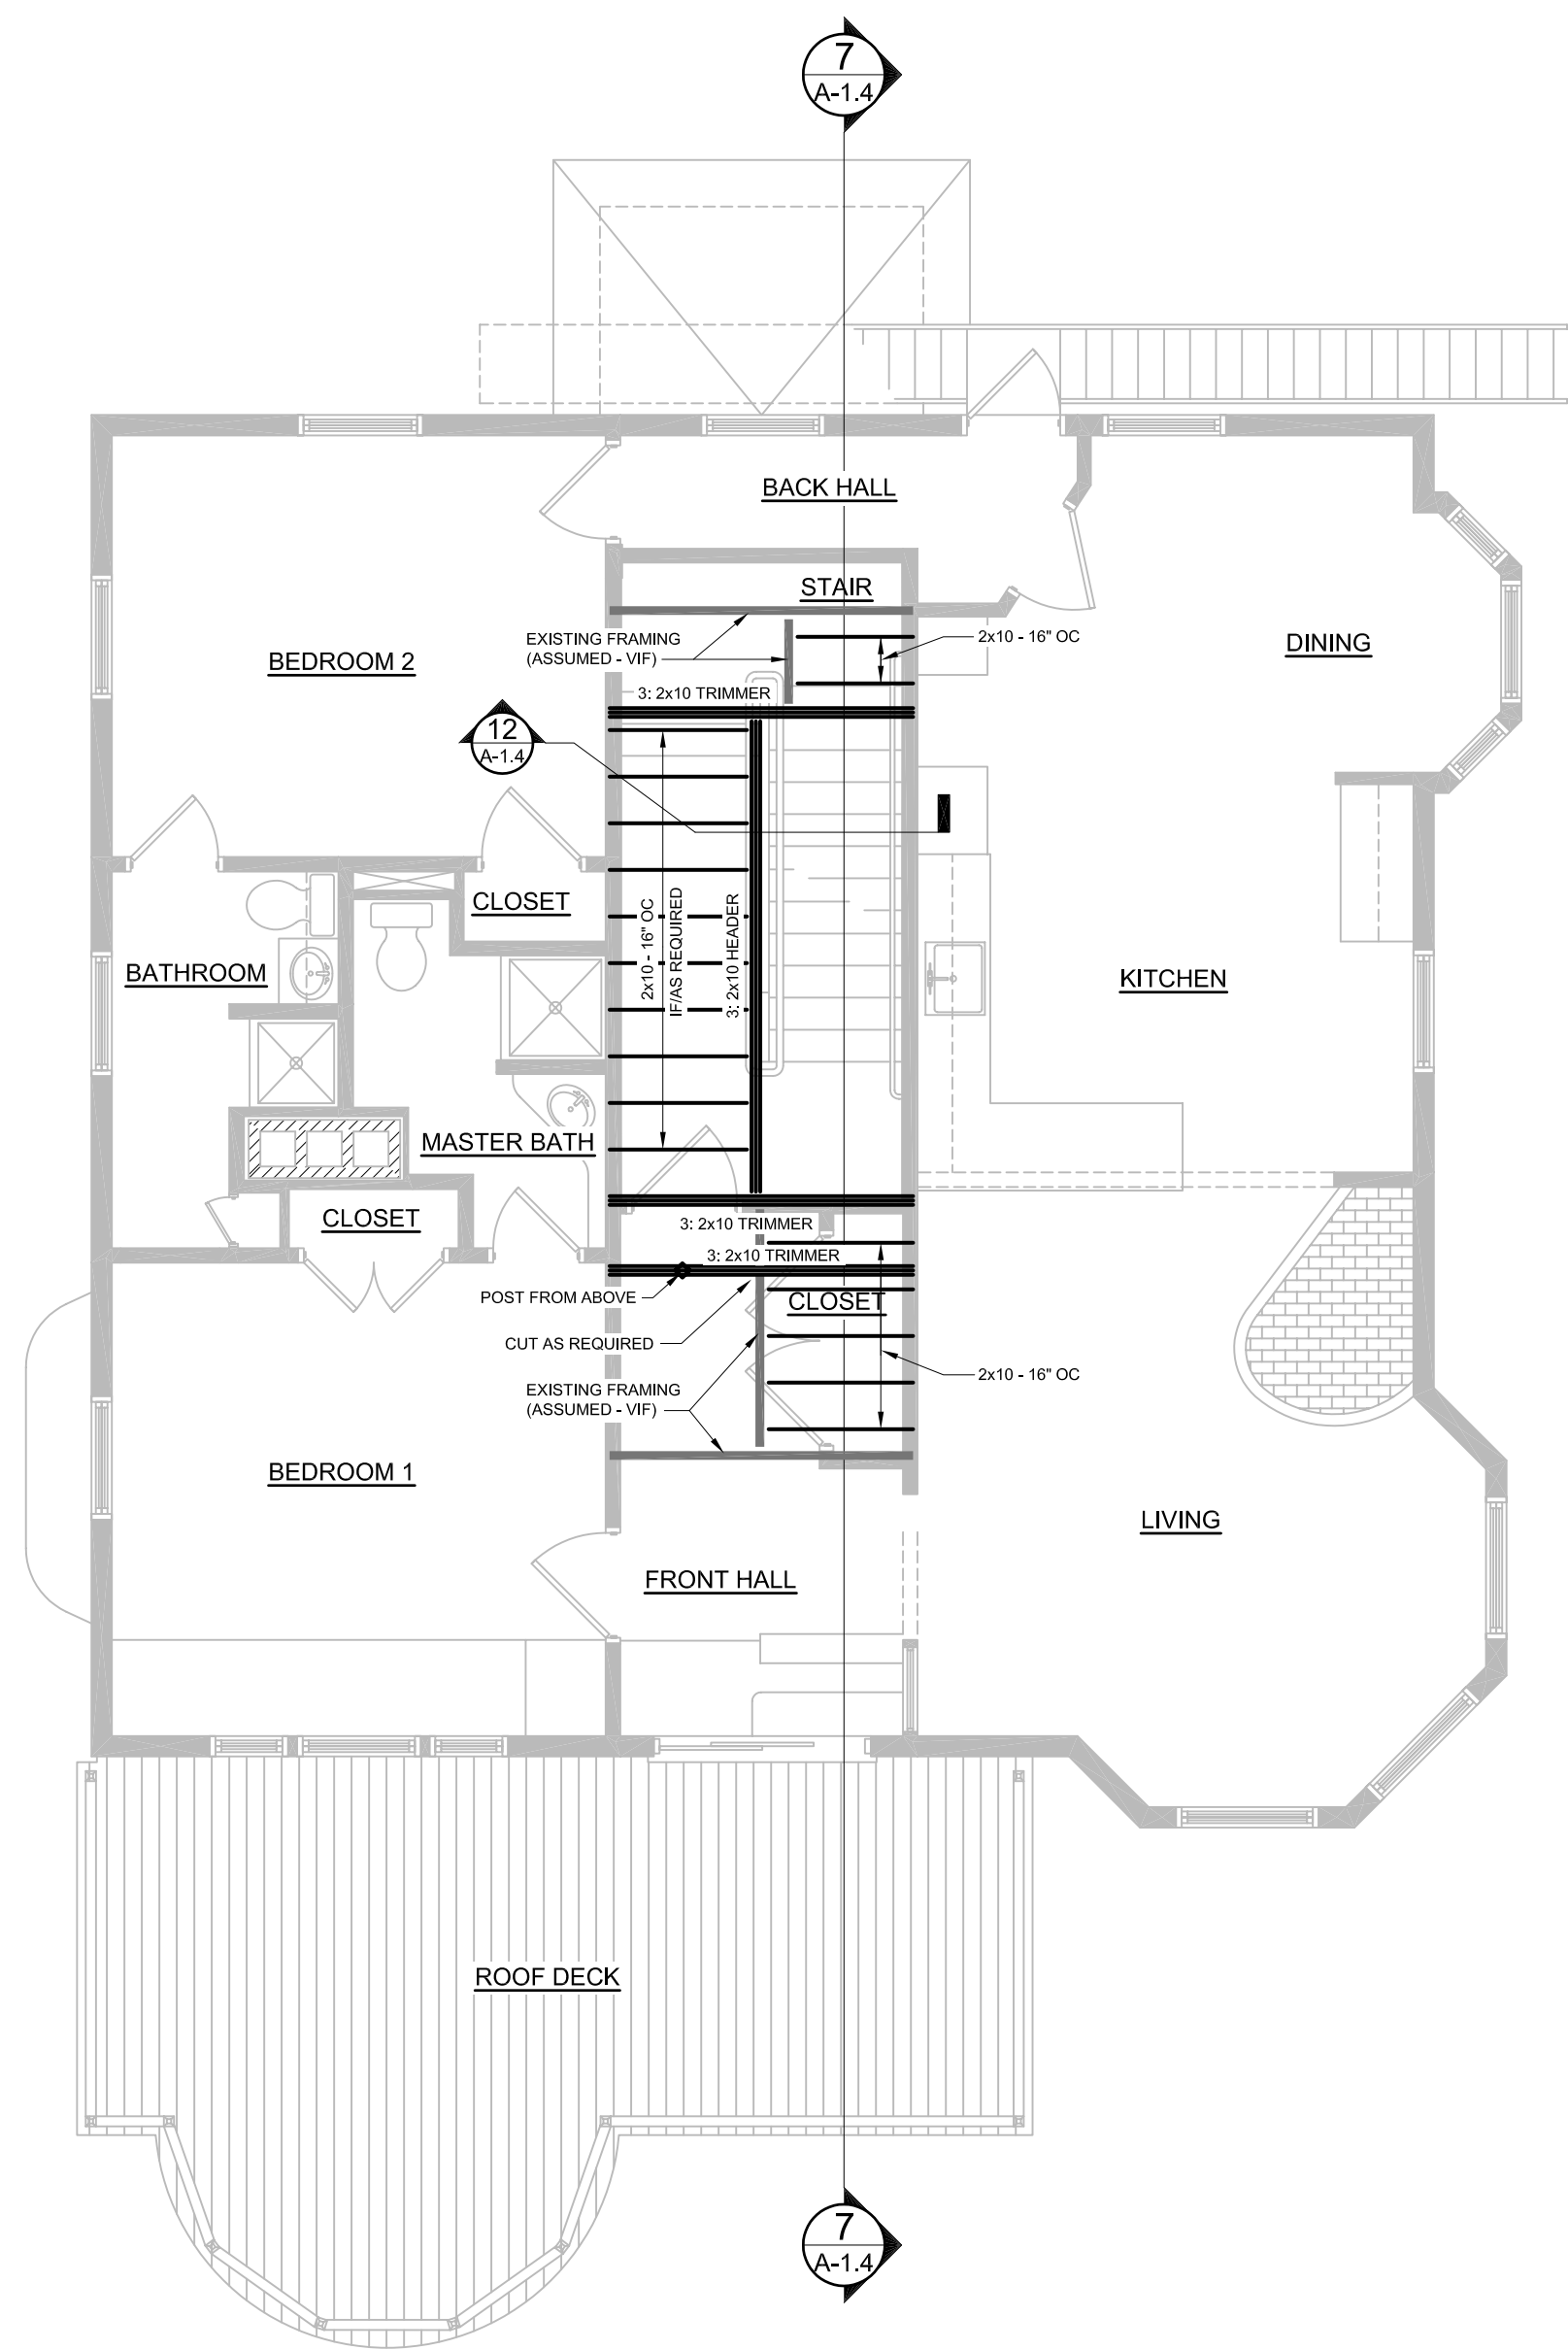 7
A-1.4
BACK HALL
STAIR
EXISTING FRAMING
(ASSUMED - VIF)
2x10 - 16" OC
BEDROOM 2
DINING
3: 2x10 TRIMMER
12
A-1.4
CLOSET
2x10 - 16" OC
IF/AS REQUIRED
3: 2x10 HEADER
BATHROOM
KITCHEN
MASTER BATH
CLOSET
3: 2x10 TRIMMER
3: 2x10 TRIMMER
POST FROM ABOVE
CLOSET
CUT AS REQUIRED
2x10 - 16" OC
EXISTING FRAMING
(ASSUMED - VIF)
BEDROOM 1
LIVING
FRONT HALL
ROOF DECK
7
A-1.4